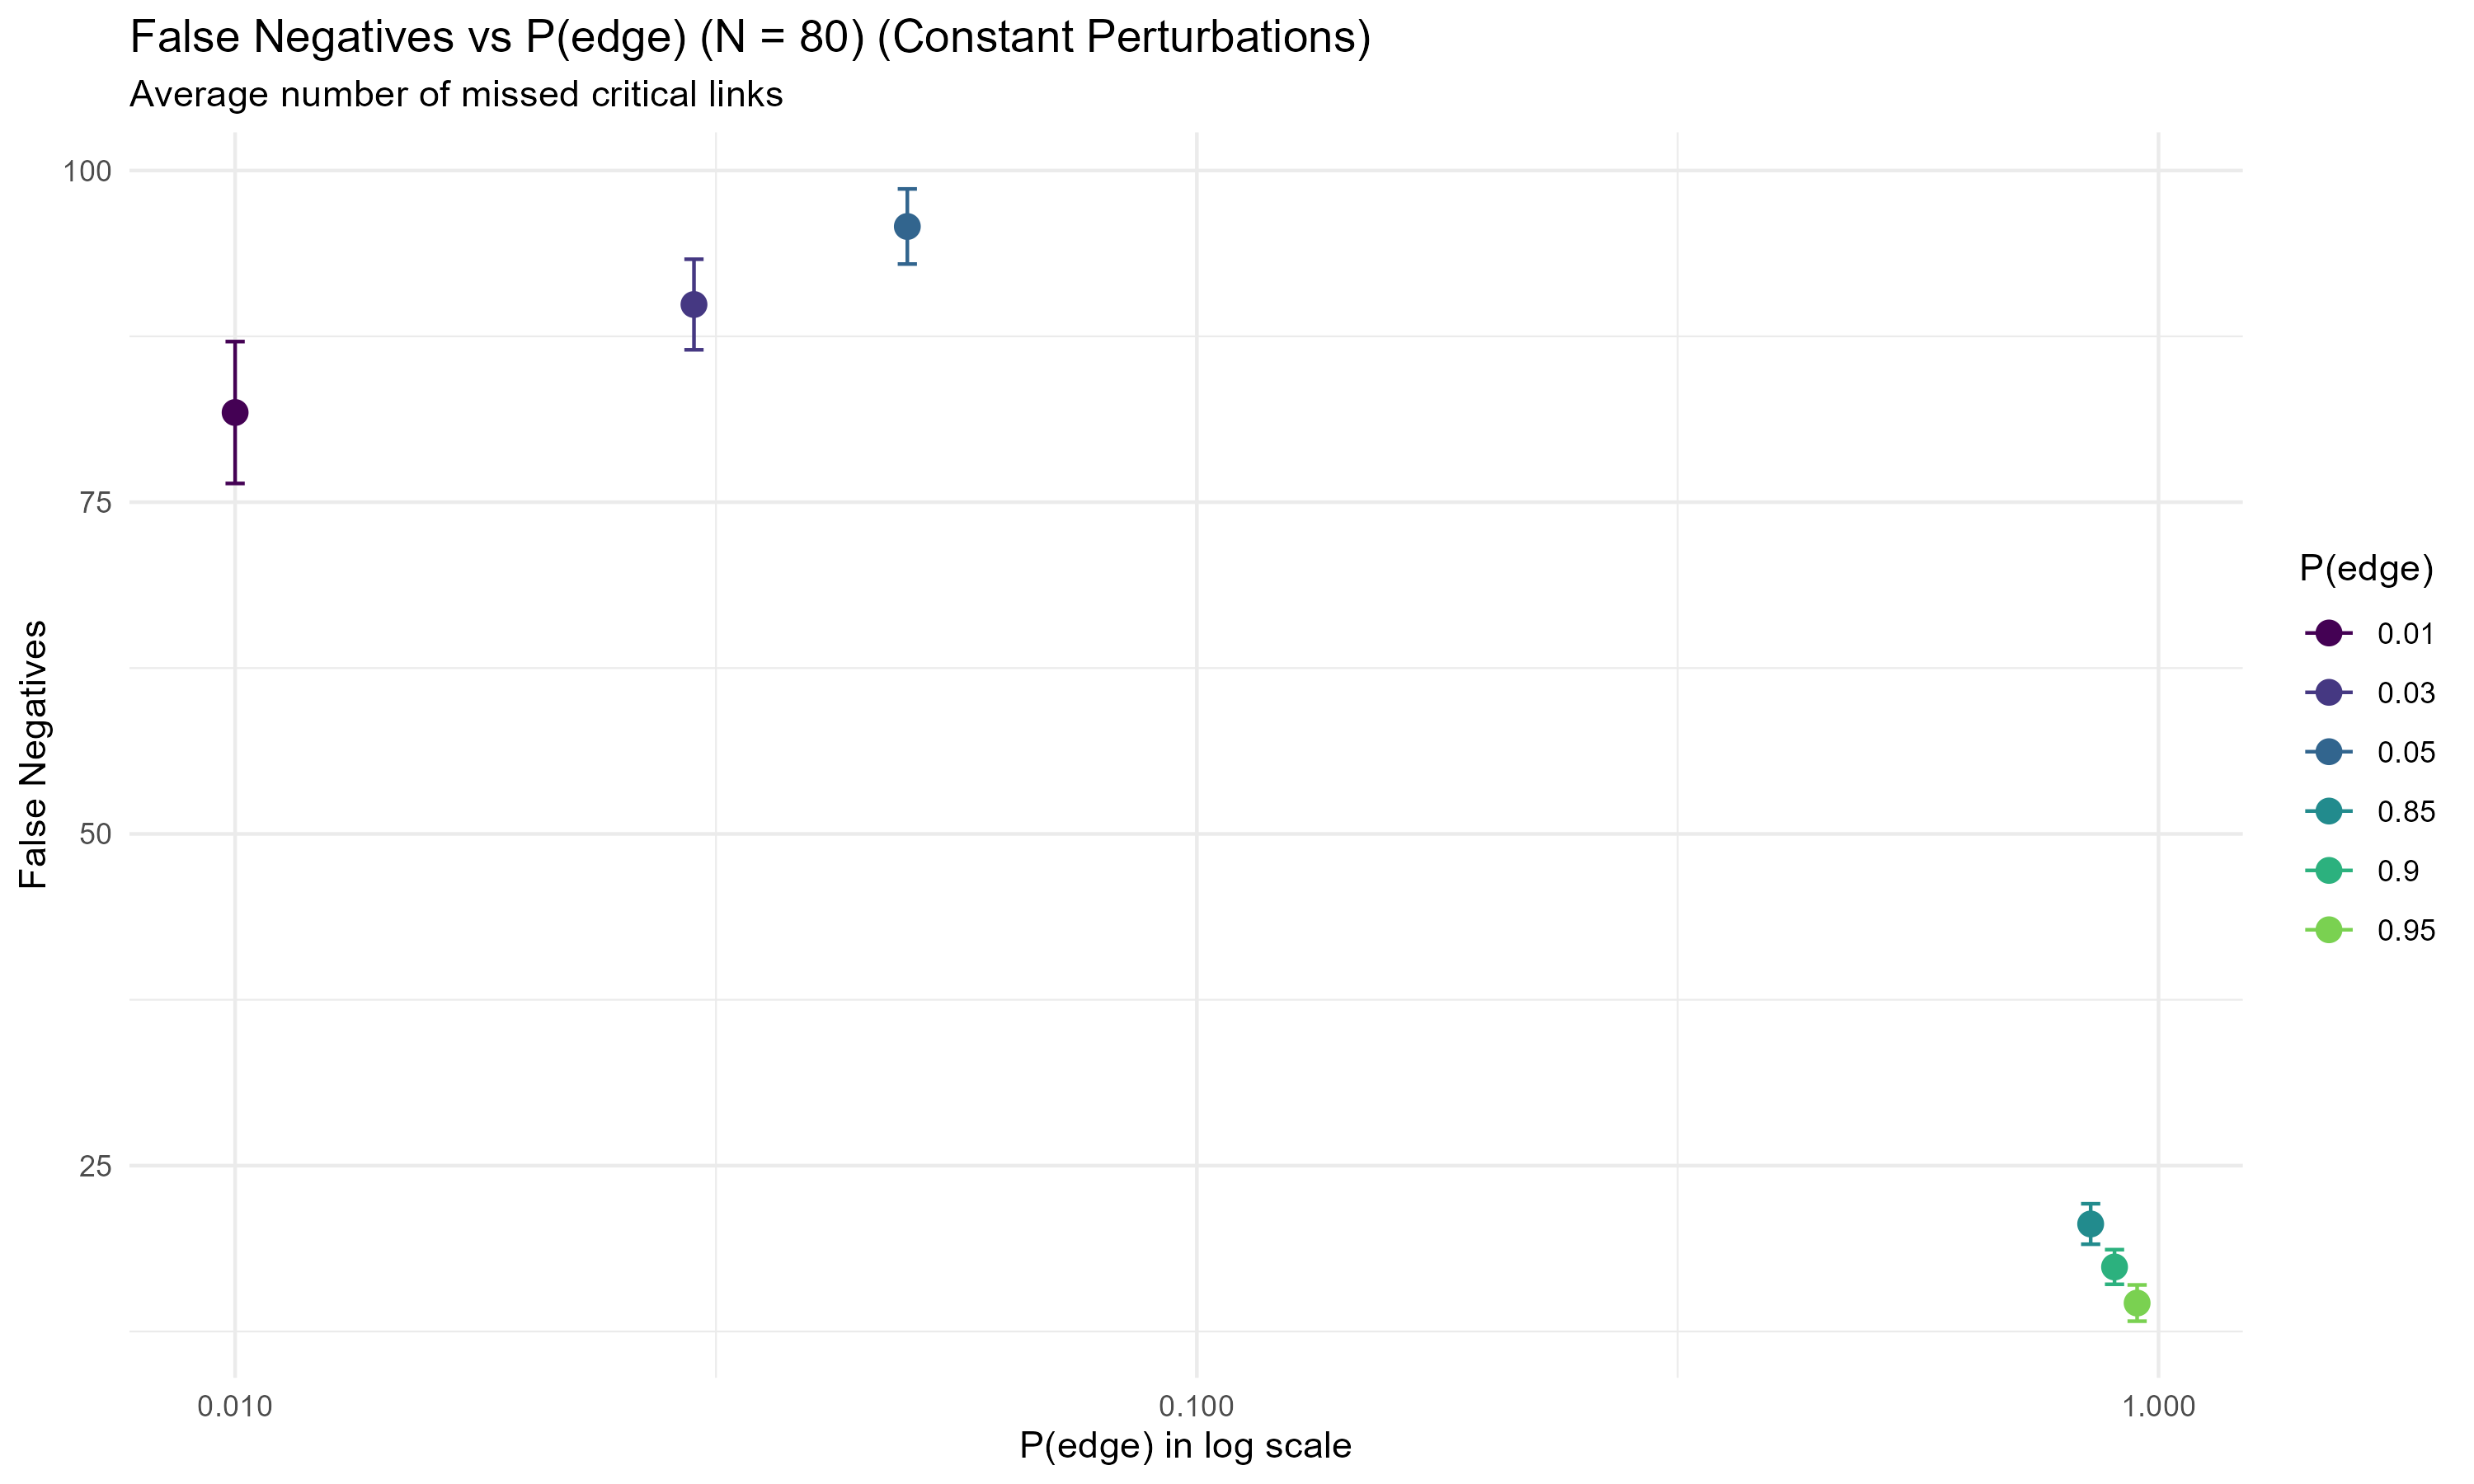 False Negatives vs P(edge) (N = 80) (Constant Perturbations)
Average number of missed critical links
100
75
50
25
False Negatives
0.010
0.100
1.000
P(edge) in log scale
P(edge)
0.01
0.03
0.05
0.85
0.9
0.95